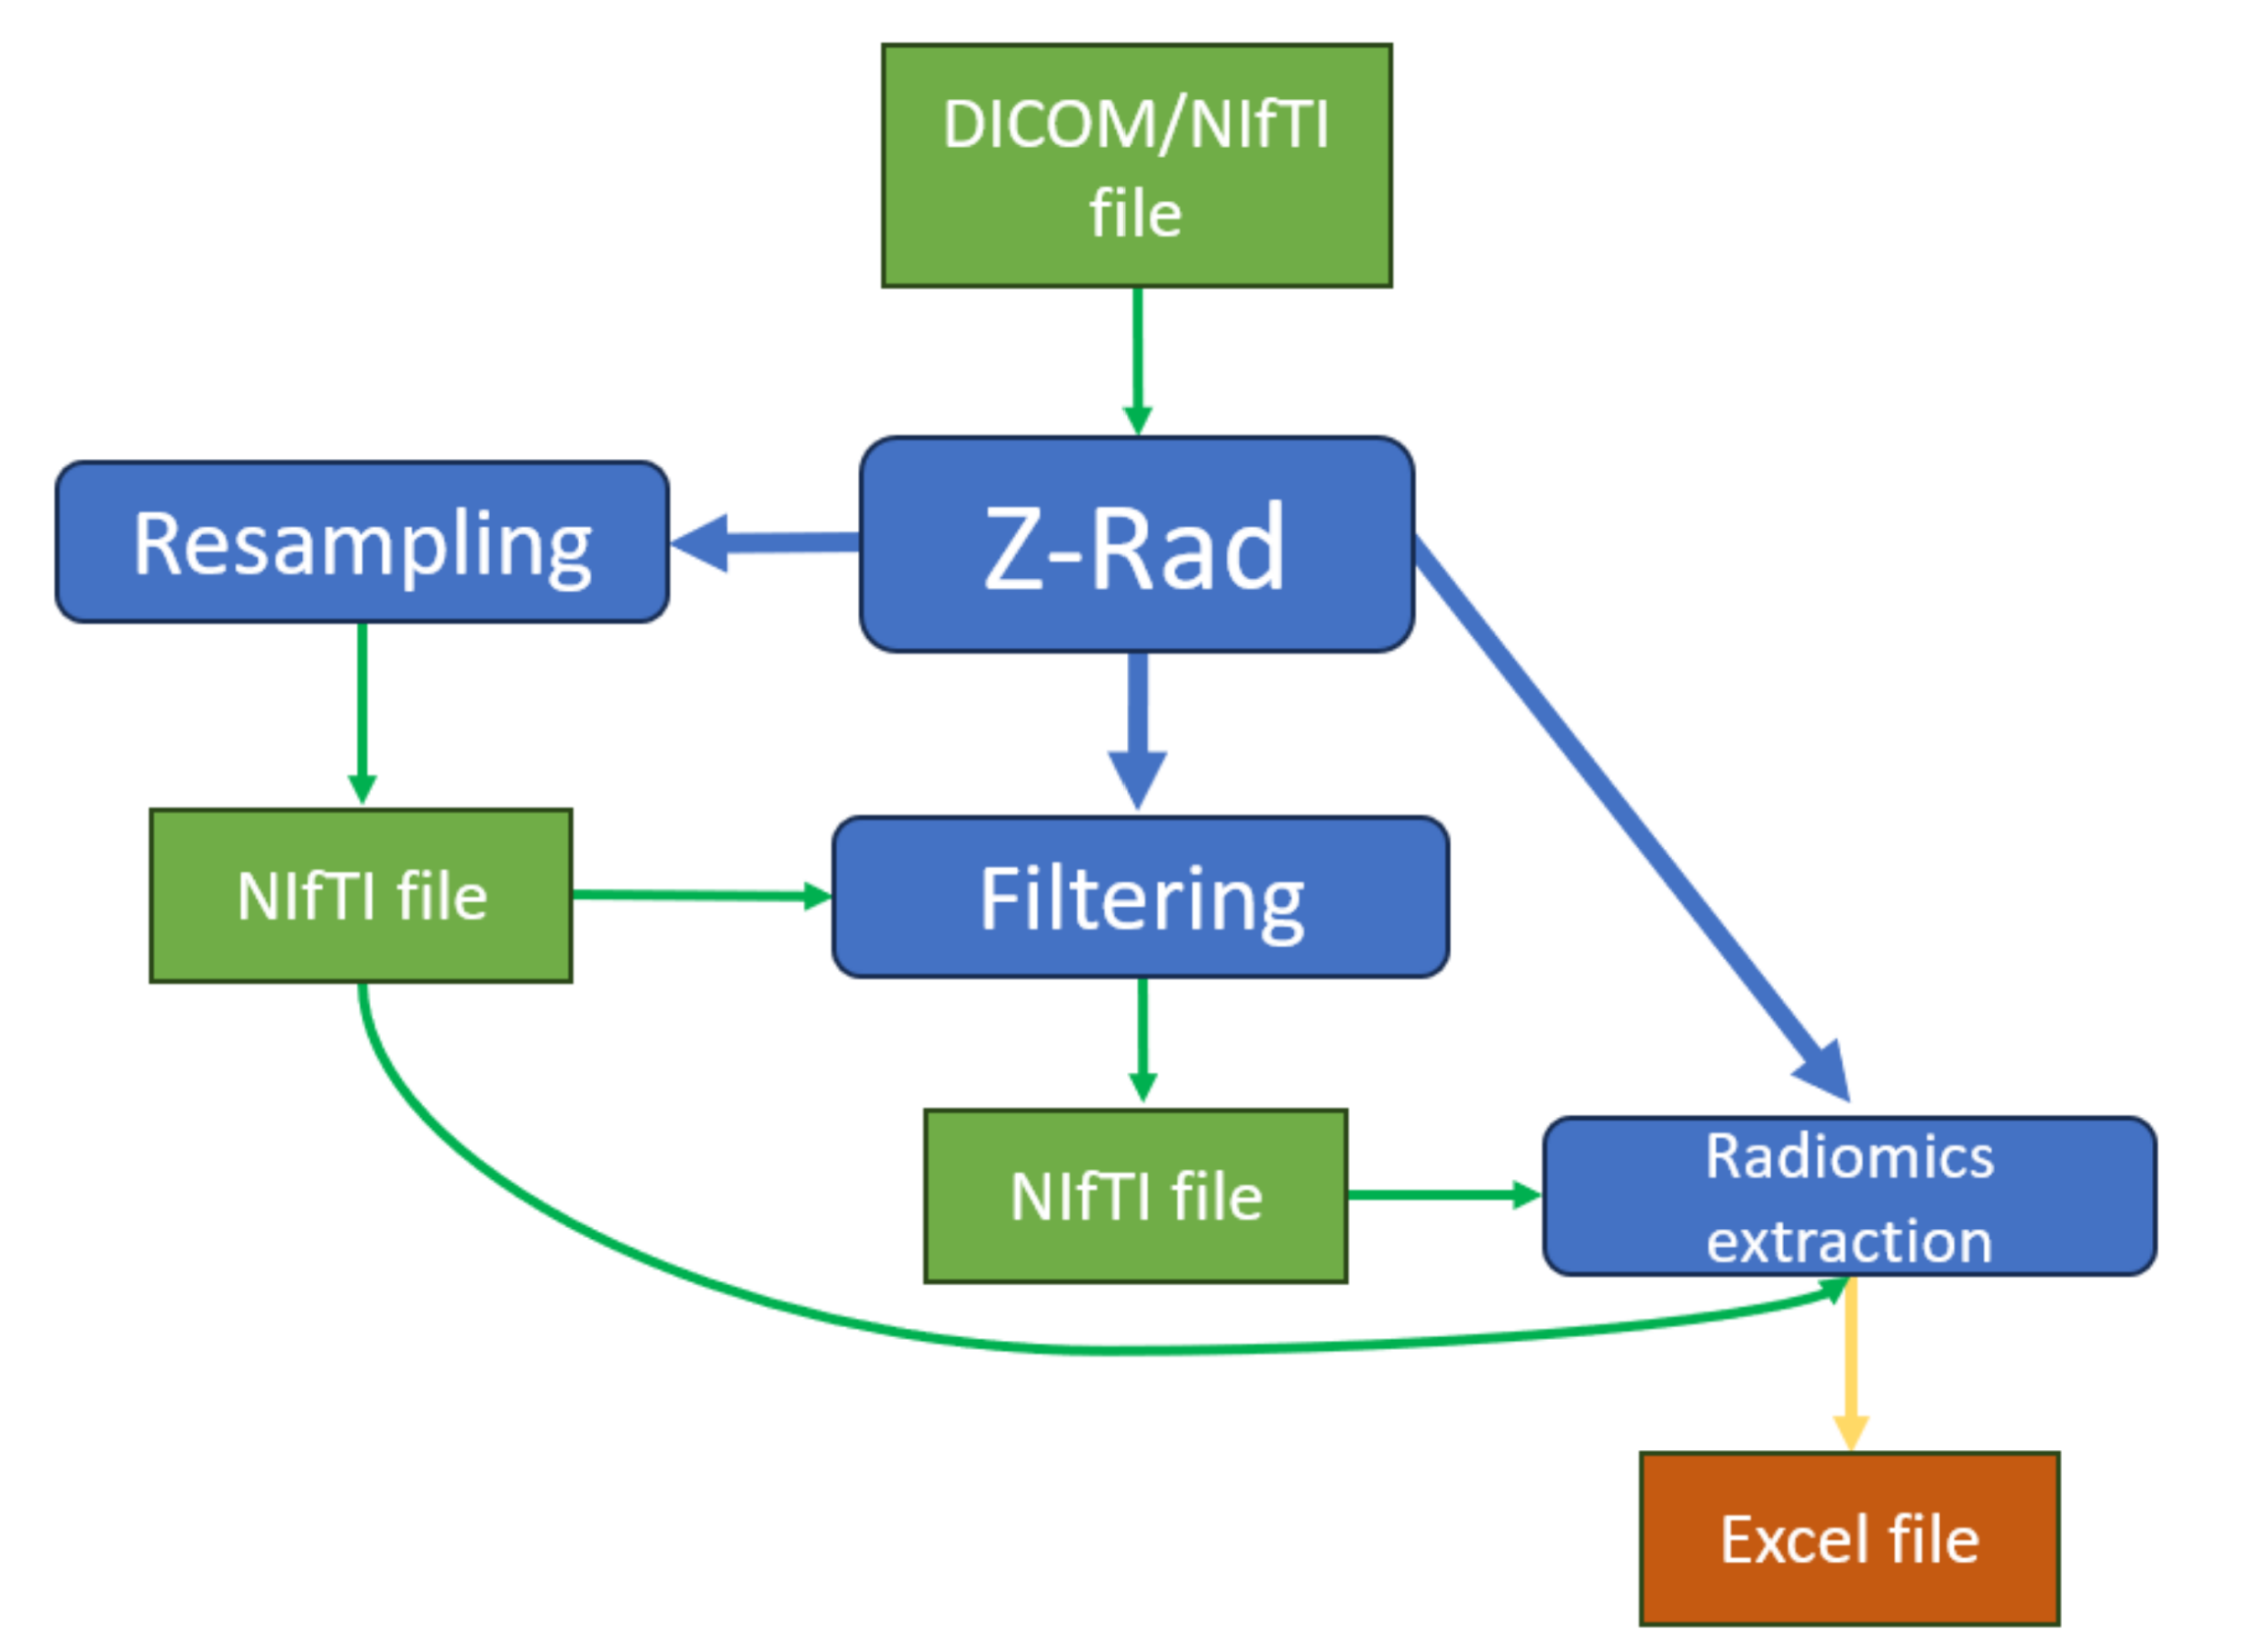 DICOM/NIfTI
file
Resampling
Z-Rad
NIfTI file
Filtering
NIfTI file
Radiomics
extraction
Excel file